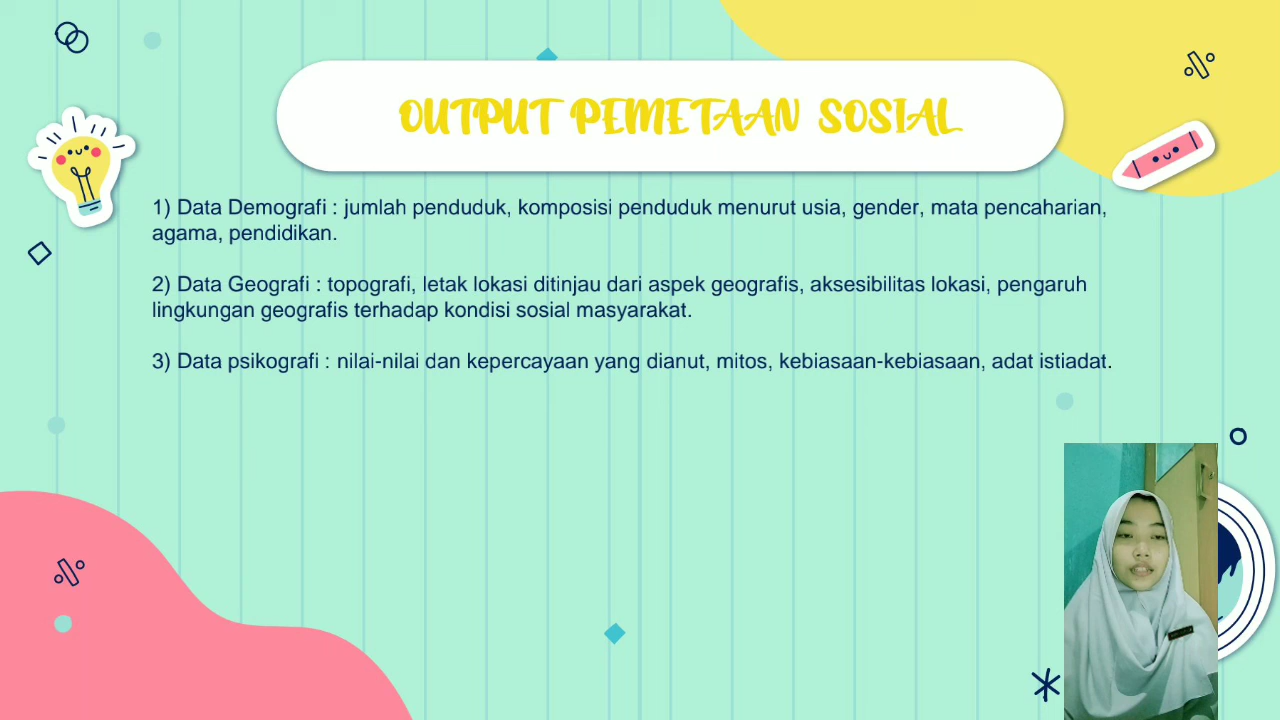 OUTPUT PEMETAAN SOSIAL
1) Data Demografi : jumlah penduduk, komposisi penduduk menurut usia, gender, mata pencaharian,
agama, pendidikan.
2) Data Geografi : topografi, letak lokasi ditinjau dari aspek geografis, aksesibilitas lokasi, pengaruh
lingkungan geografis terhadap kondisi sosial masyarakat.
3) Data psikografi : nilai-nilai dan kepercayaan yang dianut, mitos, kebiasaan-kebiasaan, adat istiadat.